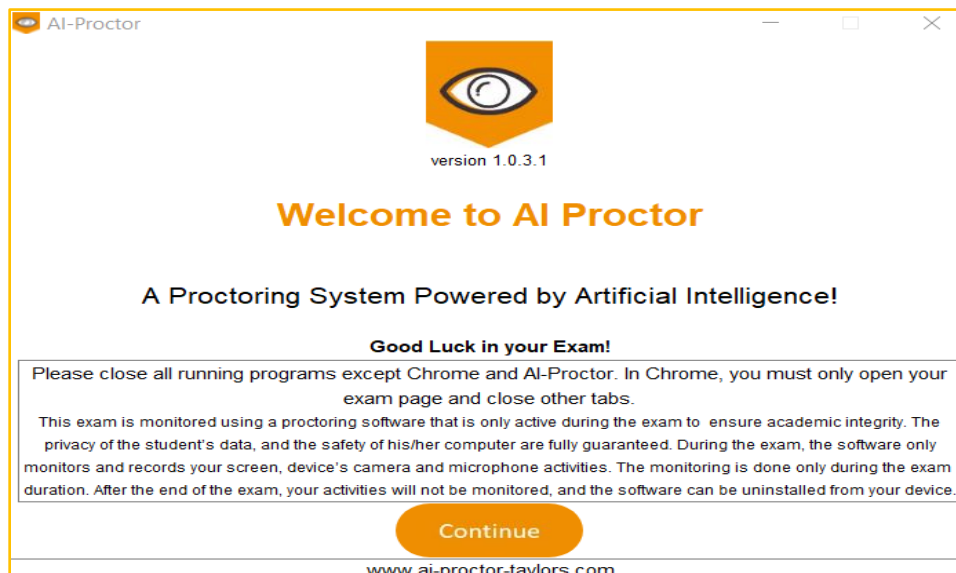 AI-Proctor
version 1.0.3.1
Welcome to AI Proctor
A Proctoring System Powered by Artificial Intelligence!
Good Luck in your Exam!
Please close all running programs except Chrome and AI-Proctor. In Chrome, you must only open your
exam page and close other tabs.
This exam is monitored using a proctoring software that is only active during the exam to ensure academic integrity. The
privacy of the student's data, and the safety of his/her computer are fully guaranteed. During the exam, the software only
monitors and records your screen, device's camera and microphone activities. The monitoring is done only during the exam
duration. After the end of the exam, your activities will not be monitored, and the software can be uninstalled from your device.
Continue
www.ai-proctor-taylors.com